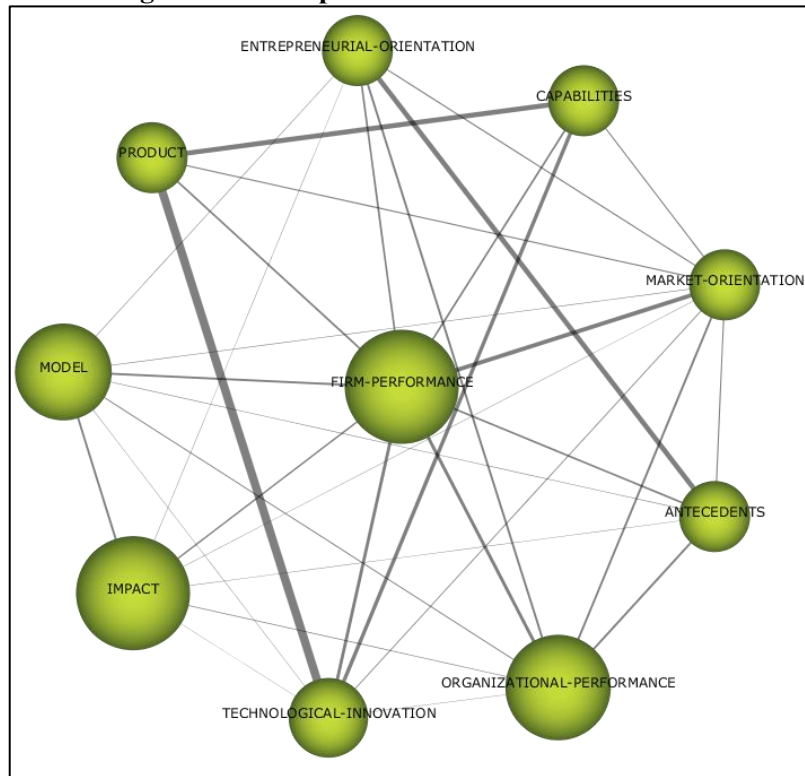 ENTREPRENEURIAL-ORIENTATION
CAPABILITIES
PRODUCT
MARKET-ORIENTATION
MODEL
FIRM-PERFORMANCE
ANTECEDENTS
IMPACT
ORGANIZATIONAL-PERFORMANCE
TECHNOLOGICAL-INNOVATION